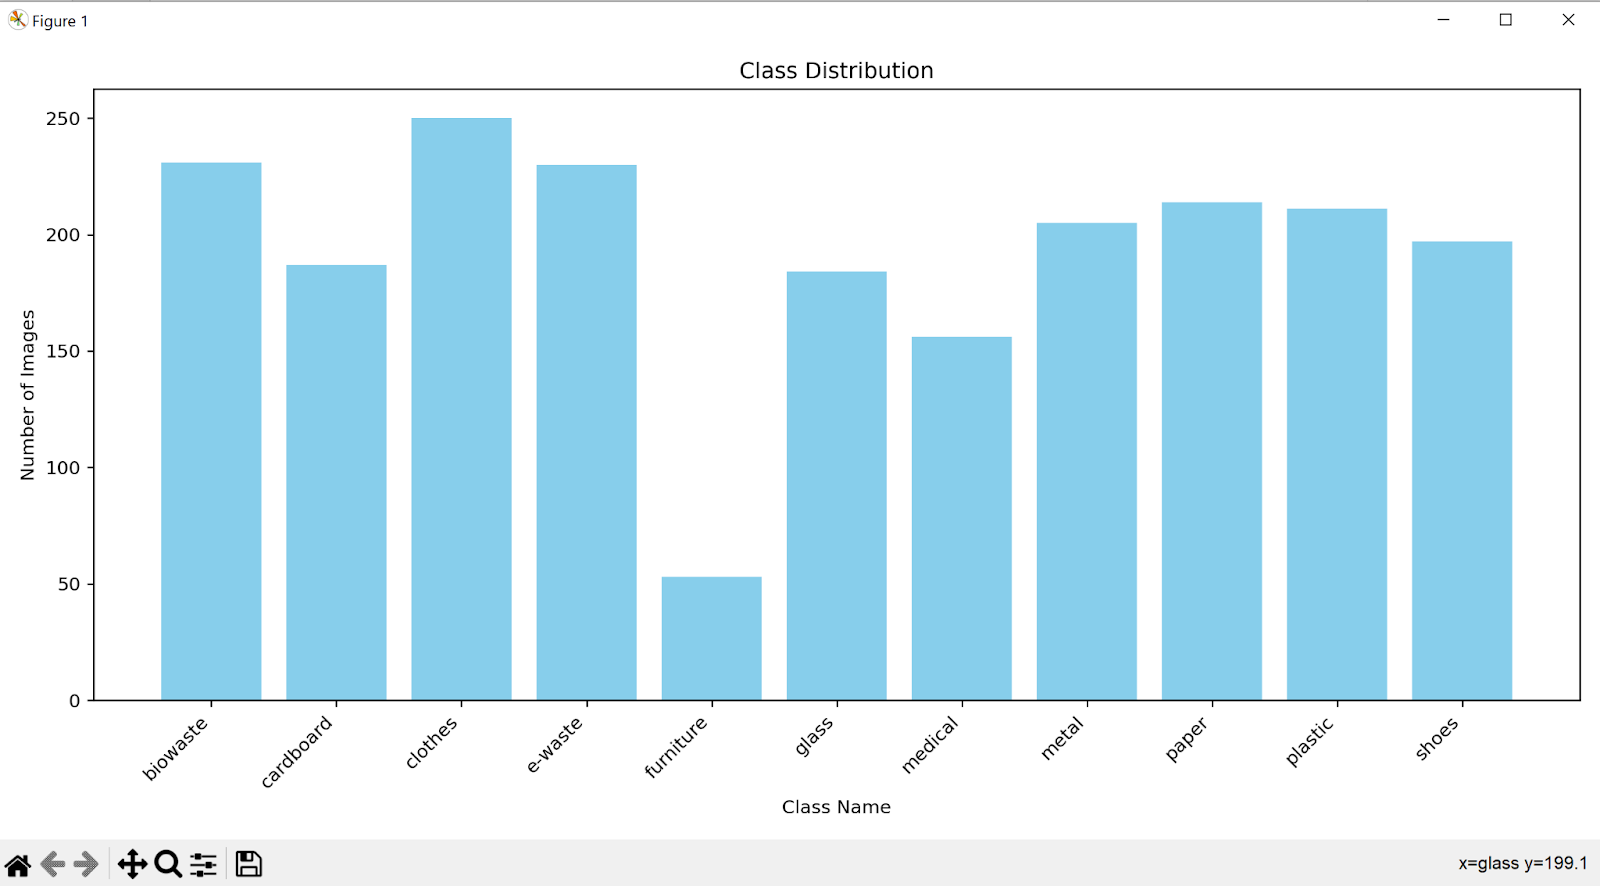 Figure 1
Class Distribution
250
200
150
100
50
0
Number of Images
biowaste
cardboard
clothes
e-waste
furniture
glass
medical
metal
paper
plastic
shoes
Class Name
x=glass y=199.1